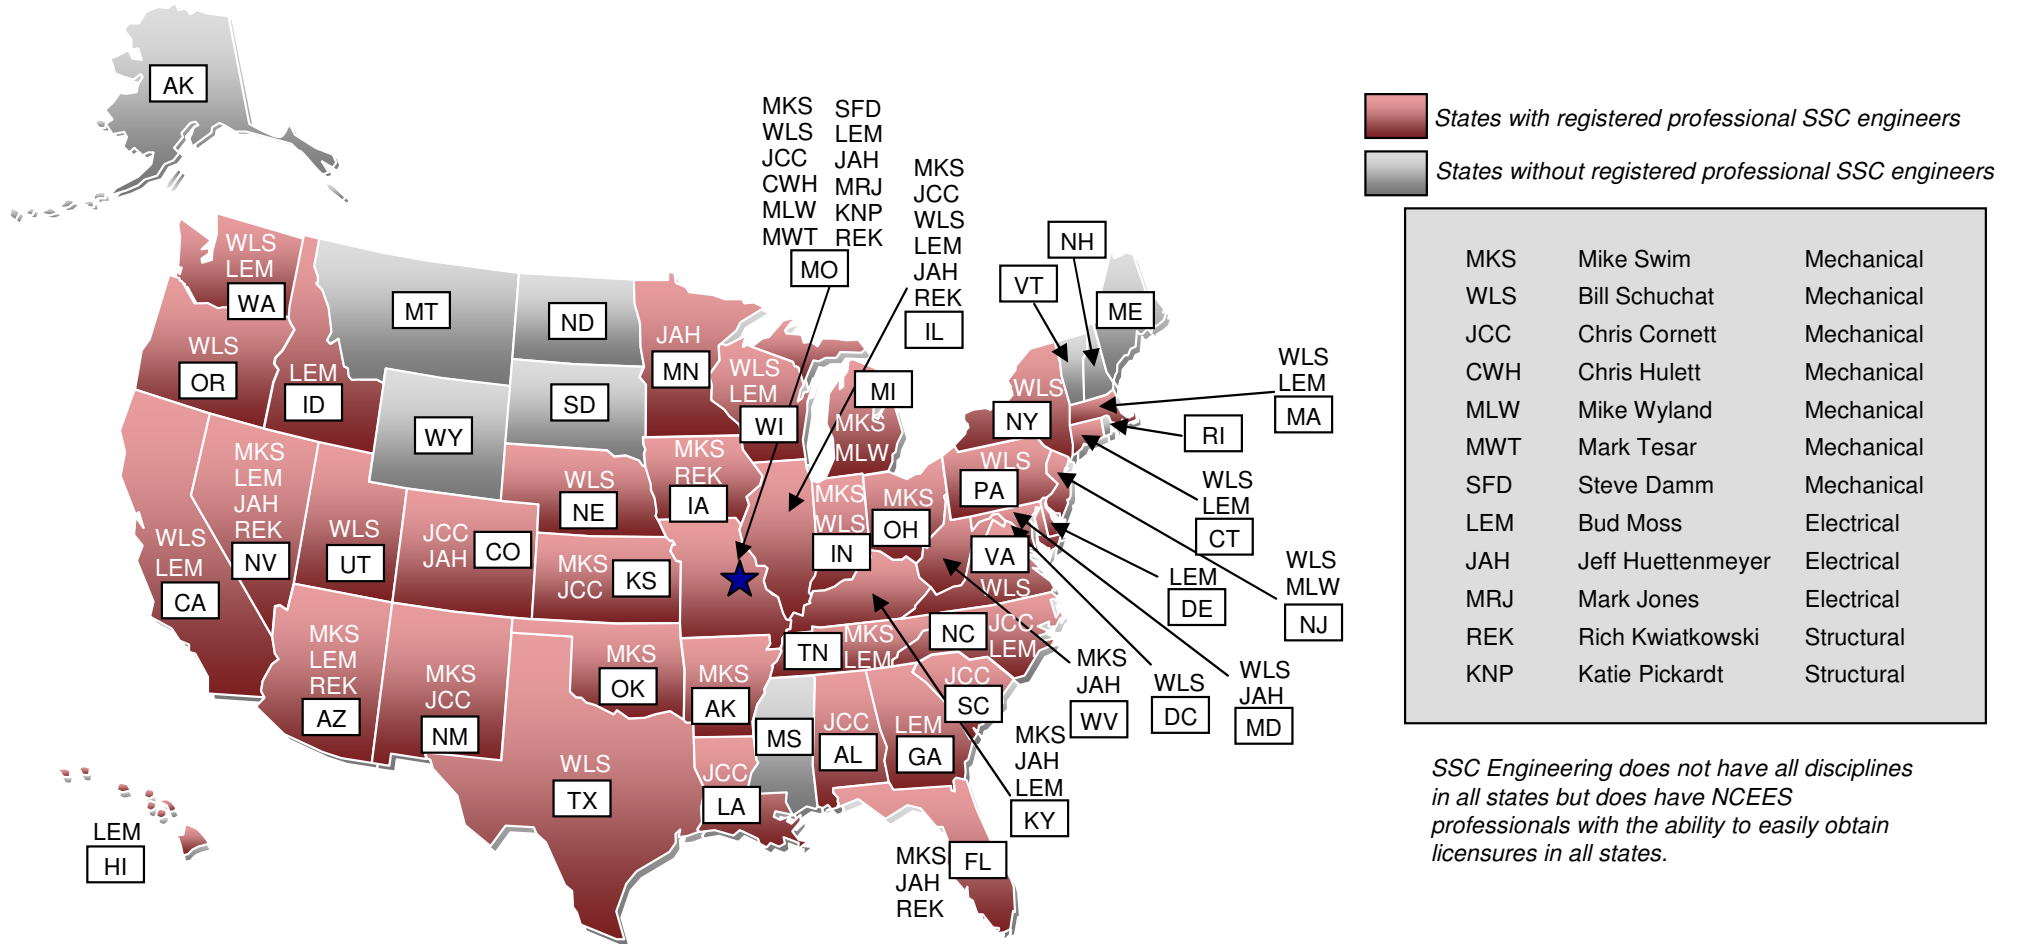 AK
MKS SFD
WLS LEM
JCC JAH
CWH MRJ
MLW KNP
MWT REK
MO
MKS
JCC
WLS
LEM
JAH
REK
IL
States with registered professional SSC engineers
States without registered professional SSC engineers
WLS
LEM
WA
WLS
OR
LEM
ID
MT
ND
SD
WY
JAH
MN
WLS
LEM
WI
MI
MKS
MLW
NH
VT
ME
WLS
NY
WLS
LEM
MA
RI
WLS
LEM
CT
WLS
MLW
NJ
LEM
DE
WLS
PA
MKS
OH
MKS
WLS
IN
MKS
REK
IA
WLS
NE
MKS
LEM
JAH
REK
NV
WLS
UT
JCC
JAH
CO
MKS
JCC
KS
WLS
LEM
CA
VA
WLS
NC
JCC
LEM
TN
MKS
LEM
MKS
LEM
REK
AZ
MKS
JCC
NM
MKS
OK
MKS
AK
MS
JCC
AL
LEM
GA
JCC
SC
MKS
JAH
WV
WLS
DC
WLS
JAH
MD
MKS
JAH
LEM
KY
WLS
TX
JCC
LA
MKS
JAH
REK
FL
LEM
HI
MKS Mike Swim Mechanical
WLS Bill Schuchat Mechanical
JCC Chris Cornett Mechanical
CWH Chris Hulett Mechanical
MLW Mike Wyland Mechanical
MWT Mark Tesar Mechanical
SFD Steve Damm Mechanical
LEM Bud Moss Electrical
JAH Jeff Huettenmeyer Electrical
MRJ Mark Jones Electrical
REK Rich Kwiatkowski Structural
KNP Katie Pickardt Structural
SSC Engineering does not have all disciplines
in all states but does have NCEES
professionals with the ability to easily obtain
licensures in all states.